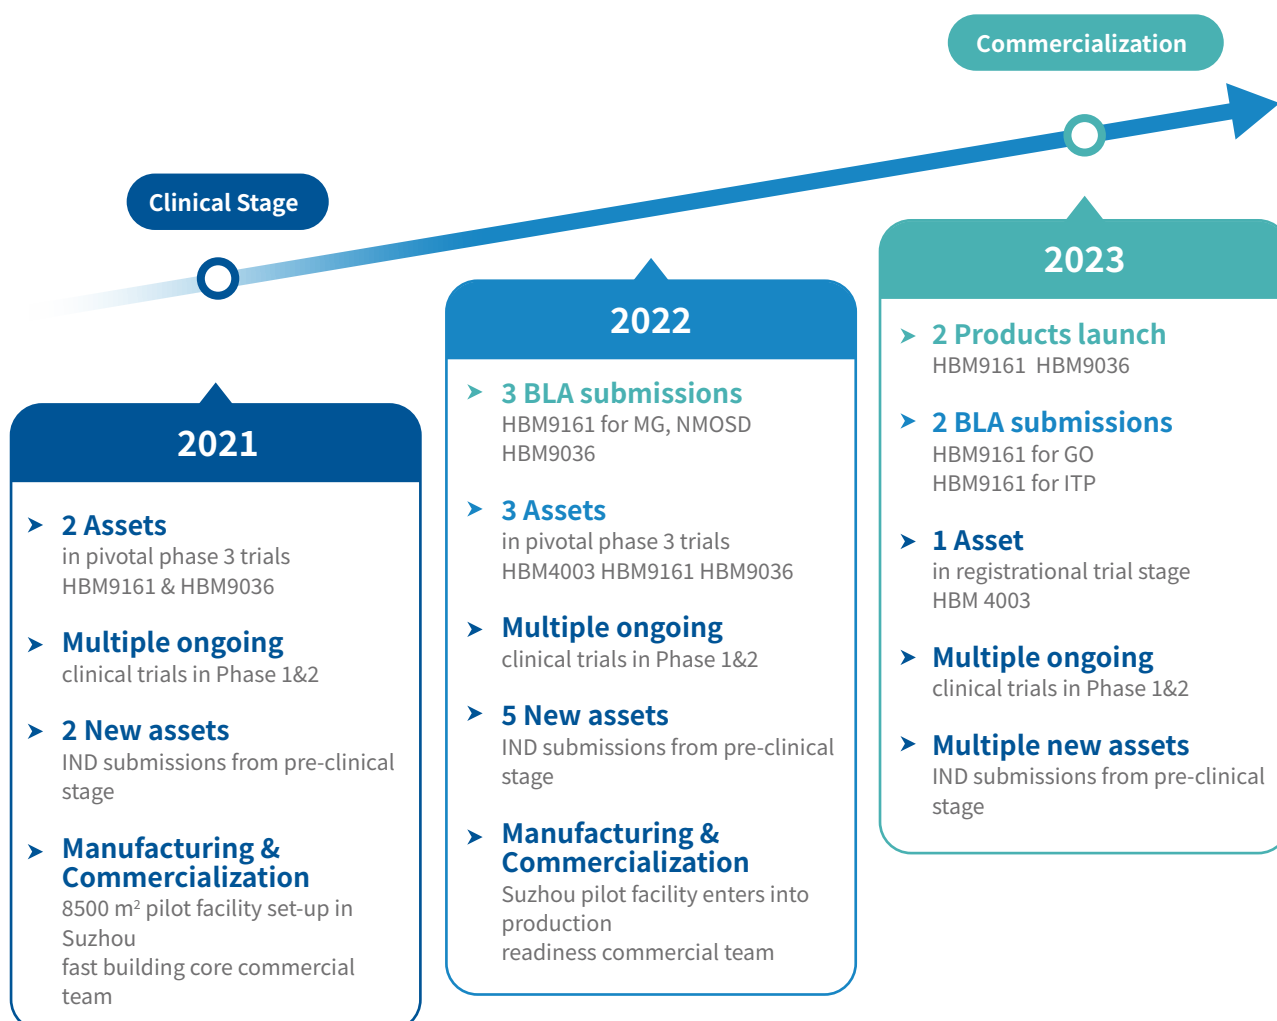 Commercialization
Clinical Stage
2021
2 Assets
in pivotal phase 3 trials
HBM9161 & HBM9036
Multiple ongoing
clinical trials in Phase 1&2
2 New assets
IND submissions from pre-clinical
stage
Manufacturing &
Commercialization
8500 m² pilot facility set-up in
Suzhou
fast building core commercial
team
2022
3 BLA submissions
HBM9161 for MG, NMOSD
HBM9036
3 Assets
in pivotal phase 3 trials
HBM4003 HBM9161 HBM9036
Multiple ongoing
clinical trials in Phase 1&2
5 New assets
IND submissions from pre-clinical
stage
Manufacturing &
Commercialization
Suzhou pilot facility enters into
production
readiness commercial team
2023
2 Products launch
HBM9161 HBM9036
2 BLA submissions
HBM9161 for GO
HBM9161 for ITP
1 Asset
in registrational trial stage
HBM 4003
Multiple ongoing
clinical trials in Phase 1&2
Multiple new assets
IND submissions from pre-clinical
stage